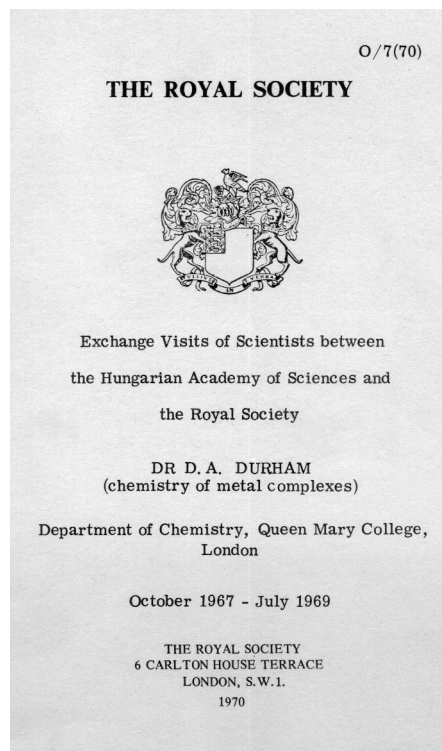 O/7(70)
THE ROYAL SOCIETY
IN
Exchange Visits of Scientists between
the Hungarian Academy of Sciences and
the Royal Society
DR D.A. DURHAM
(chemistry of metal complexes)
Department of Chemistry, Queen Mary College,
London
October 1967 - July 1969
THE ROYAL SOCIETY
6 CARLTON HOUSE TERRACE
LONDON, S.W.1.
1970